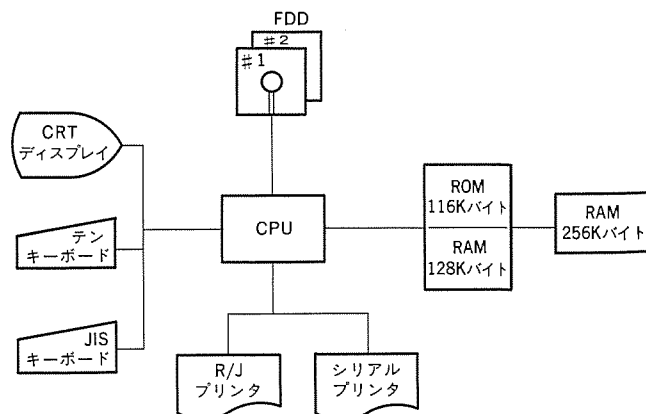 FDD
#2
#1
CRT
ディスプレイ
テン
キーボード
JIS
キーボード
CPU
ROM
116Kバイト
RAM
128Kバイト
RAM
256Kバイト
R/J
プリンタ
シリアル
プリンタ